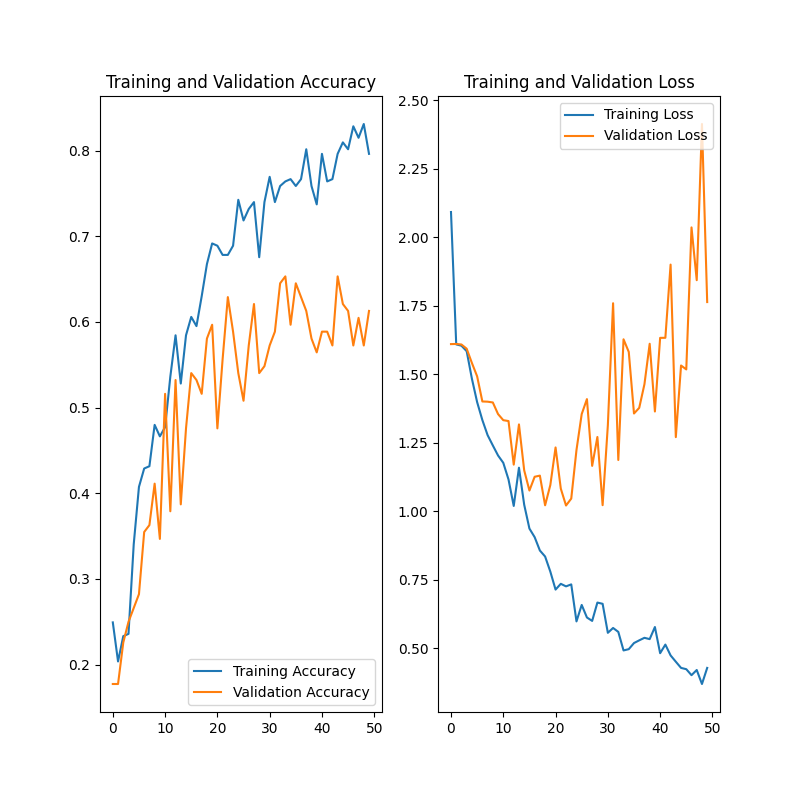 Training and Validation Accuracy
0.8
0.7
0.6
0.5
0.4
0.3
0.2
0 10 20 30 40 50
Training Accuracy
Validation Accuracy
Training and Validation Loss
2.50
2.25
2.00
1.75
1.50
1.25
1.00
0.75
0.50
0 10 20 30 40 50
Training Loss
Validation Loss